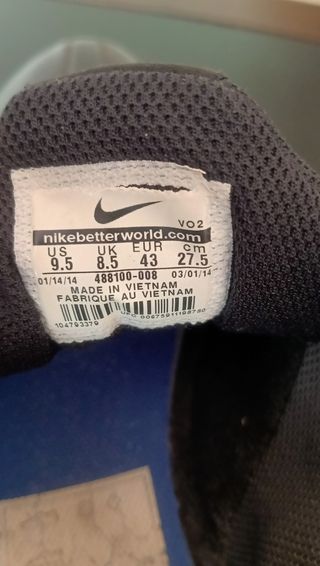 VO2
nikebetterworld.com
US UK EUR cm
9.5 8.5 43 27.5
01/14/14 488100-008 03/01/14
MADE IN VIETNAM
FABRIQUE AU VIETNAM
104793379